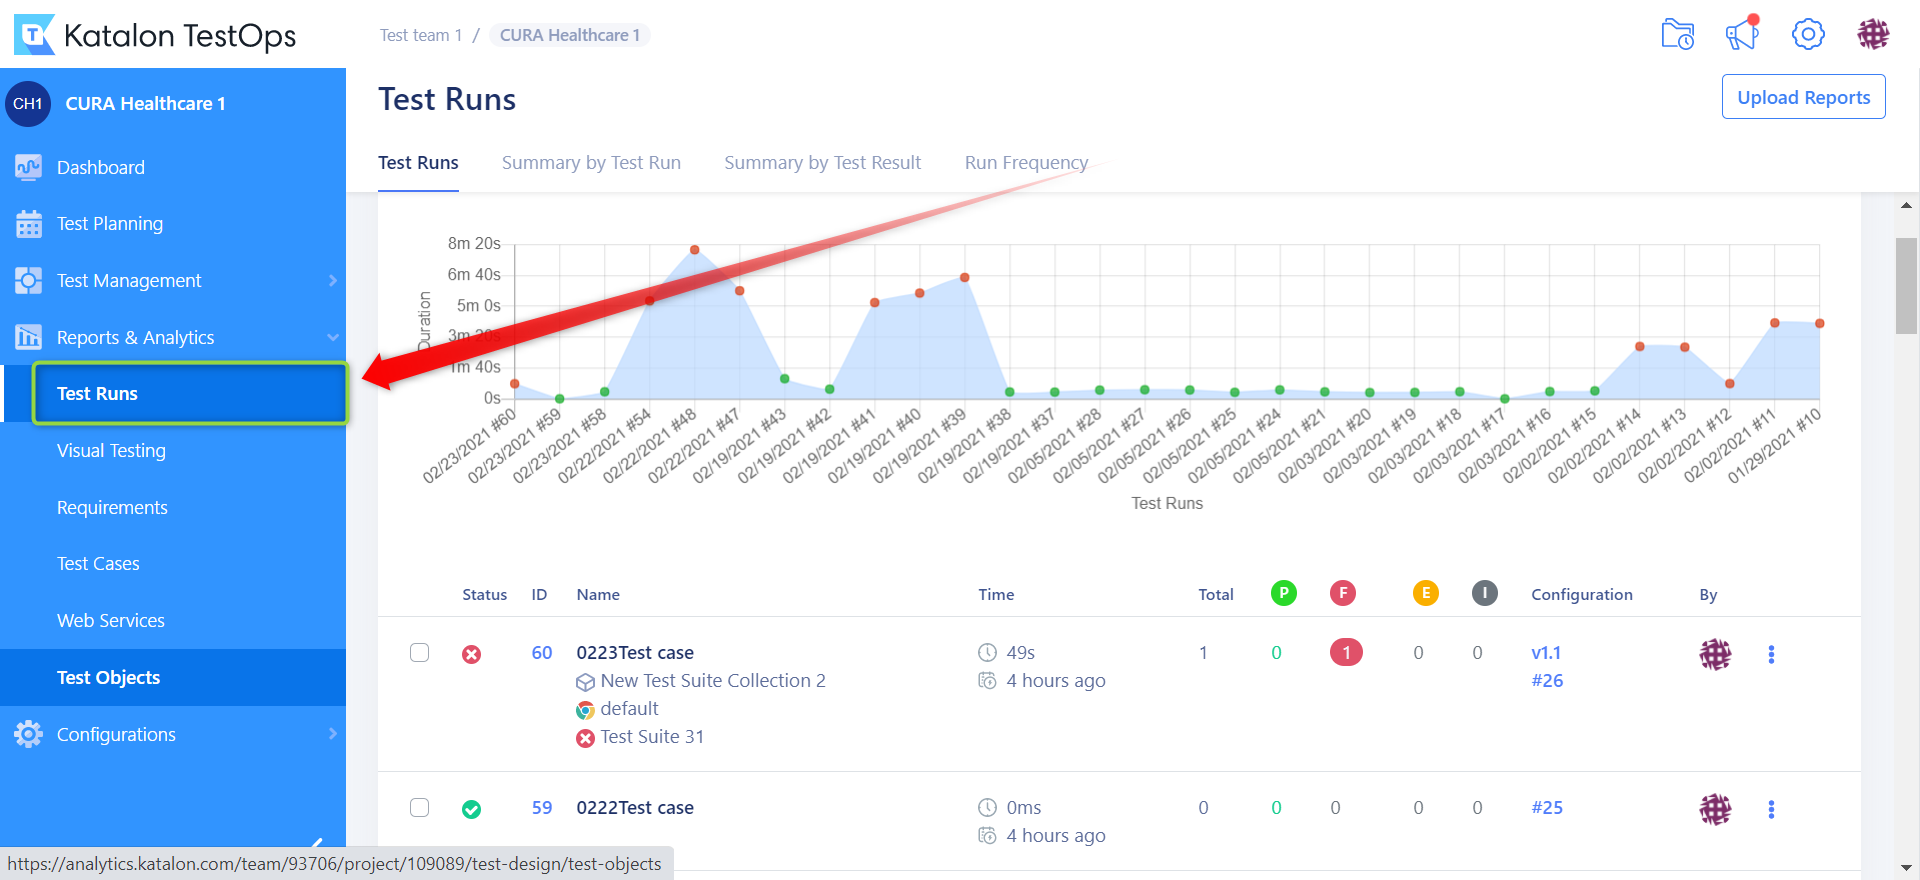 Katalon TestOps
Test team 1 / CURA Healthcare 1
CH1 CURA Healthcare 1
Dashboard
Test Planning
Test Management
Reports & Analytics
Test Runs
Visual Testing
Requirements
Test Cases
Web Services
Test Objects
Configurations
https://analytics.katalon.com/team/93706/project/109089/test-design/test-objects
Test Runs
Upload Reports
Test Runs Summary by Test Run Summary by Test Result Run Frequency
Duration
8m 20s
6m 40s
5m 0s
3m 20s
1m 40s
0s
02/23/2021 #60
02/23/2021 #59
02/23/2021 #58
02/22/2021 #54
02/22/2021 #48
02/22/2021 #47
02/19/2021 #43
02/19/2021 #42
02/19/2021 #41
02/19/2021 #40
02/19/2021 #39
02/19/2021 #38
02/19/2021 #37
02/05/2021 #28
02/05/2021 #27
02/05/2021 #26
02/05/2021 #25
02/05/2021 #24
02/05/2021 #21
02/03/2021 #20
02/03/2021 #19
02/03/2021 #18
02/03/2021 #17
02/03/2021 #16
02/02/2021 #15
02/02/2021 #14
02/02/2021 #13
02/02/2021 #12
02/02/2021 #11
01/29/2021 #10
Test Runs
Status ID Name Time Total P F E I Configuration By
60 0223Test case 49s 1 0 1 0 0 v1.1
New Test Suite Collection 2 4 hours ago #26
default
Test Suite 31
59 0222Test case 0ms 0 0 0 0 0 #25
4 hours ago